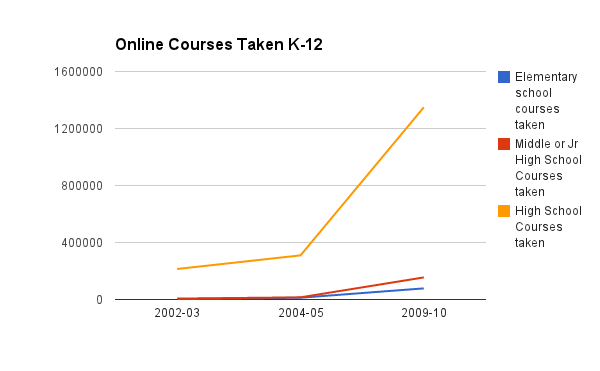 Online Courses Taken K-12
1600000
1200000
800000
400000
0
2002-03
2004-05
2009-10
Elementary
school
courses
taken
Middle or Jr
High School
Courses
taken
High School
Courses
taken